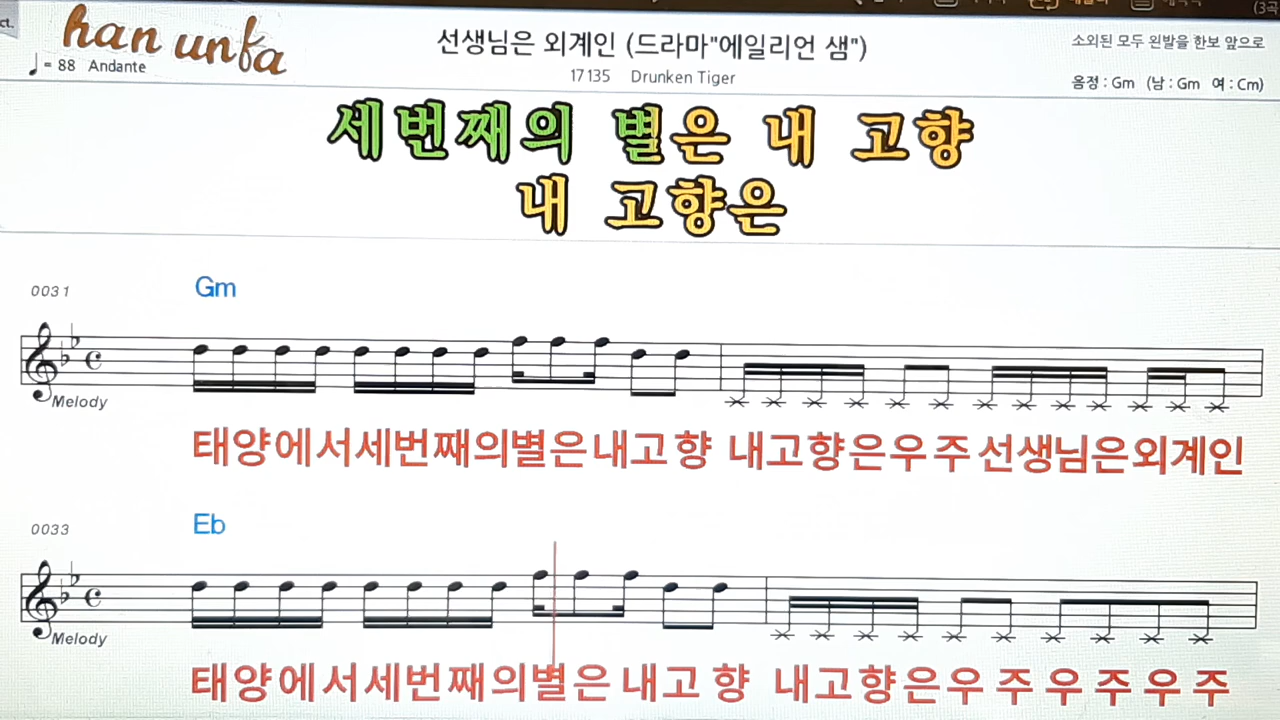 ct.
han unfa
♩= 88 Andante
선생님은 외계인 (드라마"에일리언 샘")
17135 Drunken Tiger
소외된 모두 왼발을 한보 앞으로
음정 : Gm (남 : Gm 여 : Cm)
(3곡
세번째의 별은 내 고향
내 고향은
0031
Gm
Melody
태양에서세번째의별은내고향 내고향은우주선생님은외계인
0033
Eb
Melody
태양에서세번째의별은내고향 내고향은우주우주우주